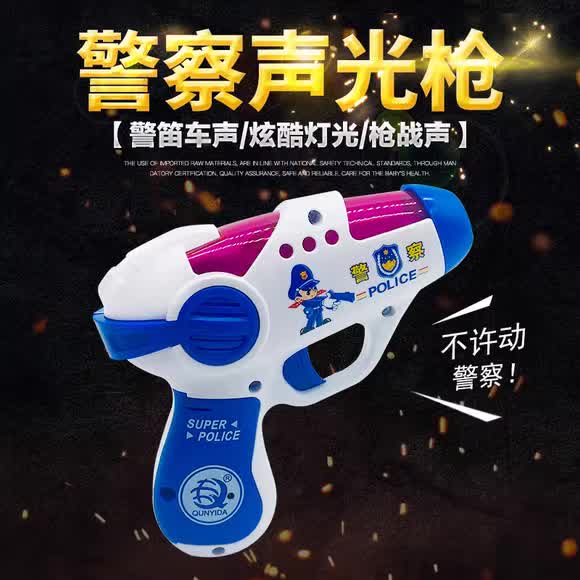 警察声光枪
【警笛车声/炫酷灯光/枪战声】
THE USE OF IMPORTED RAW MATERIALS, ARE IN LINE WITH NATIONAL SAFETY TECHNICAL STANDARDS, THROUGH MAN
DATORY CERTIFICATION, QUALITY ASSURANCE, SAFE AND RELIABLE, CARE FOR THE BABY'S HEALTH.
警 察
POLICE
不许动
警察!
SUPER
POLICE
®
QUNYIDA